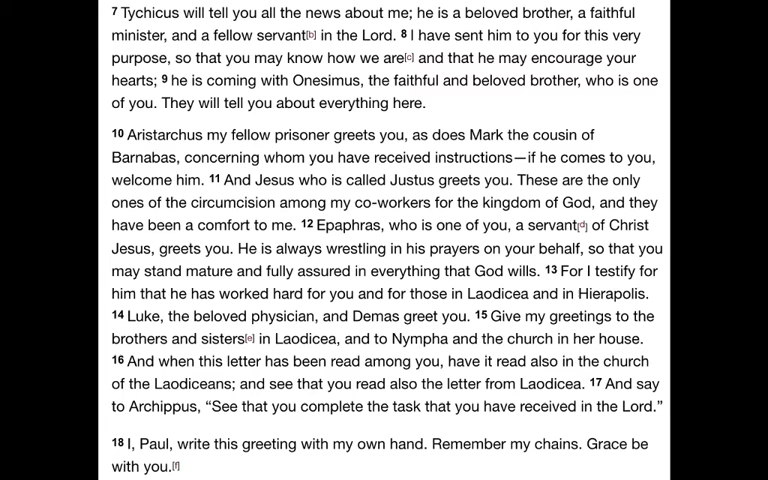 7 Tychicus will tell you all the news about me; he is a beloved brother, a faithful
minister, and a fellow servant[b] in the Lord. 8 I have sent him to you for this very
purpose, so that you may know how we are[c] and that he may encourage your
hearts; 9 he is coming with Onesimus, the faithful and beloved brother, who is one
of you. They will tell you about everything here.
10 Aristarchus my fellow prisoner greets you, as does Mark the cousin of
Barnabas, concerning whom you have received instructions—if he comes to you,
welcome him. 11 And Jesus who is called Justus greets you. These are the only
ones of the circumcision among my co-workers for the kingdom of God, and they
have been a comfort to me. 12 Epaphras, who is one of you, a servant[d] of Christ
Jesus, greets you. He is always wrestling in his prayers on your behalf, so that you
may stand mature and fully assured in everything that God wills. 13 For I testify for
him that he has worked hard for you and for those in Laodicea and in Hierapolis.
14 Luke, the beloved physician, and Demas greet you. 15 Give my greetings to the
brothers and sisters[e] in Laodicea, and to Nympha and the church in her house.
16 And when this letter has been read among you, have it read also in the church
of the Laodiceans; and see that you read also the letter from Laodicea. 17 And say
to Archippus, “See that you complete the task that you have received in the Lord.”
18 I, Paul, write this greeting with my own hand. Remember my chains. Grace be
with you.[f]